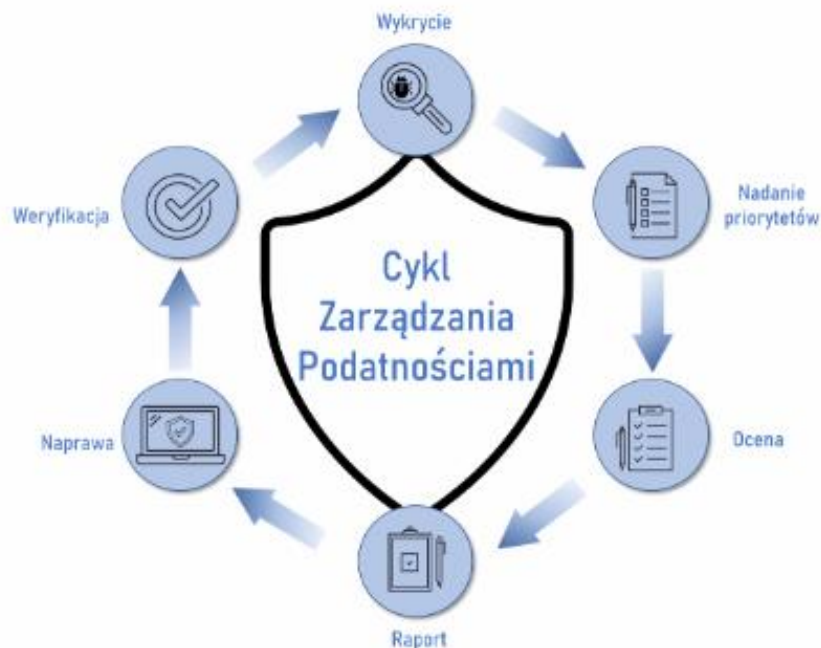 Wykrycie
Nadanie
priorytetów
Ocena
Raport
Naprawa
Weryfikacja
Cykl
Zarządzania
Podatnościami